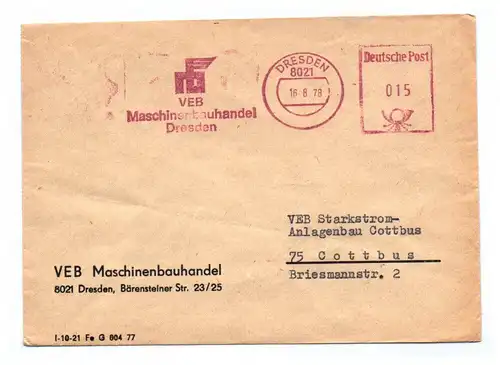 VEB
Maschinenbauhandel
Dresden
DRESDEN
8021
16 8 79
Deutsche Post
015
VEB Starkstrom-
Anlagenbau Cottbus
75 Cottbus
Briesmannstr. 2
VEB Maschinenbauhandel
8021 Dresden, Bärensteiner Str. 23/25
I-10-21 Fe G 804 77